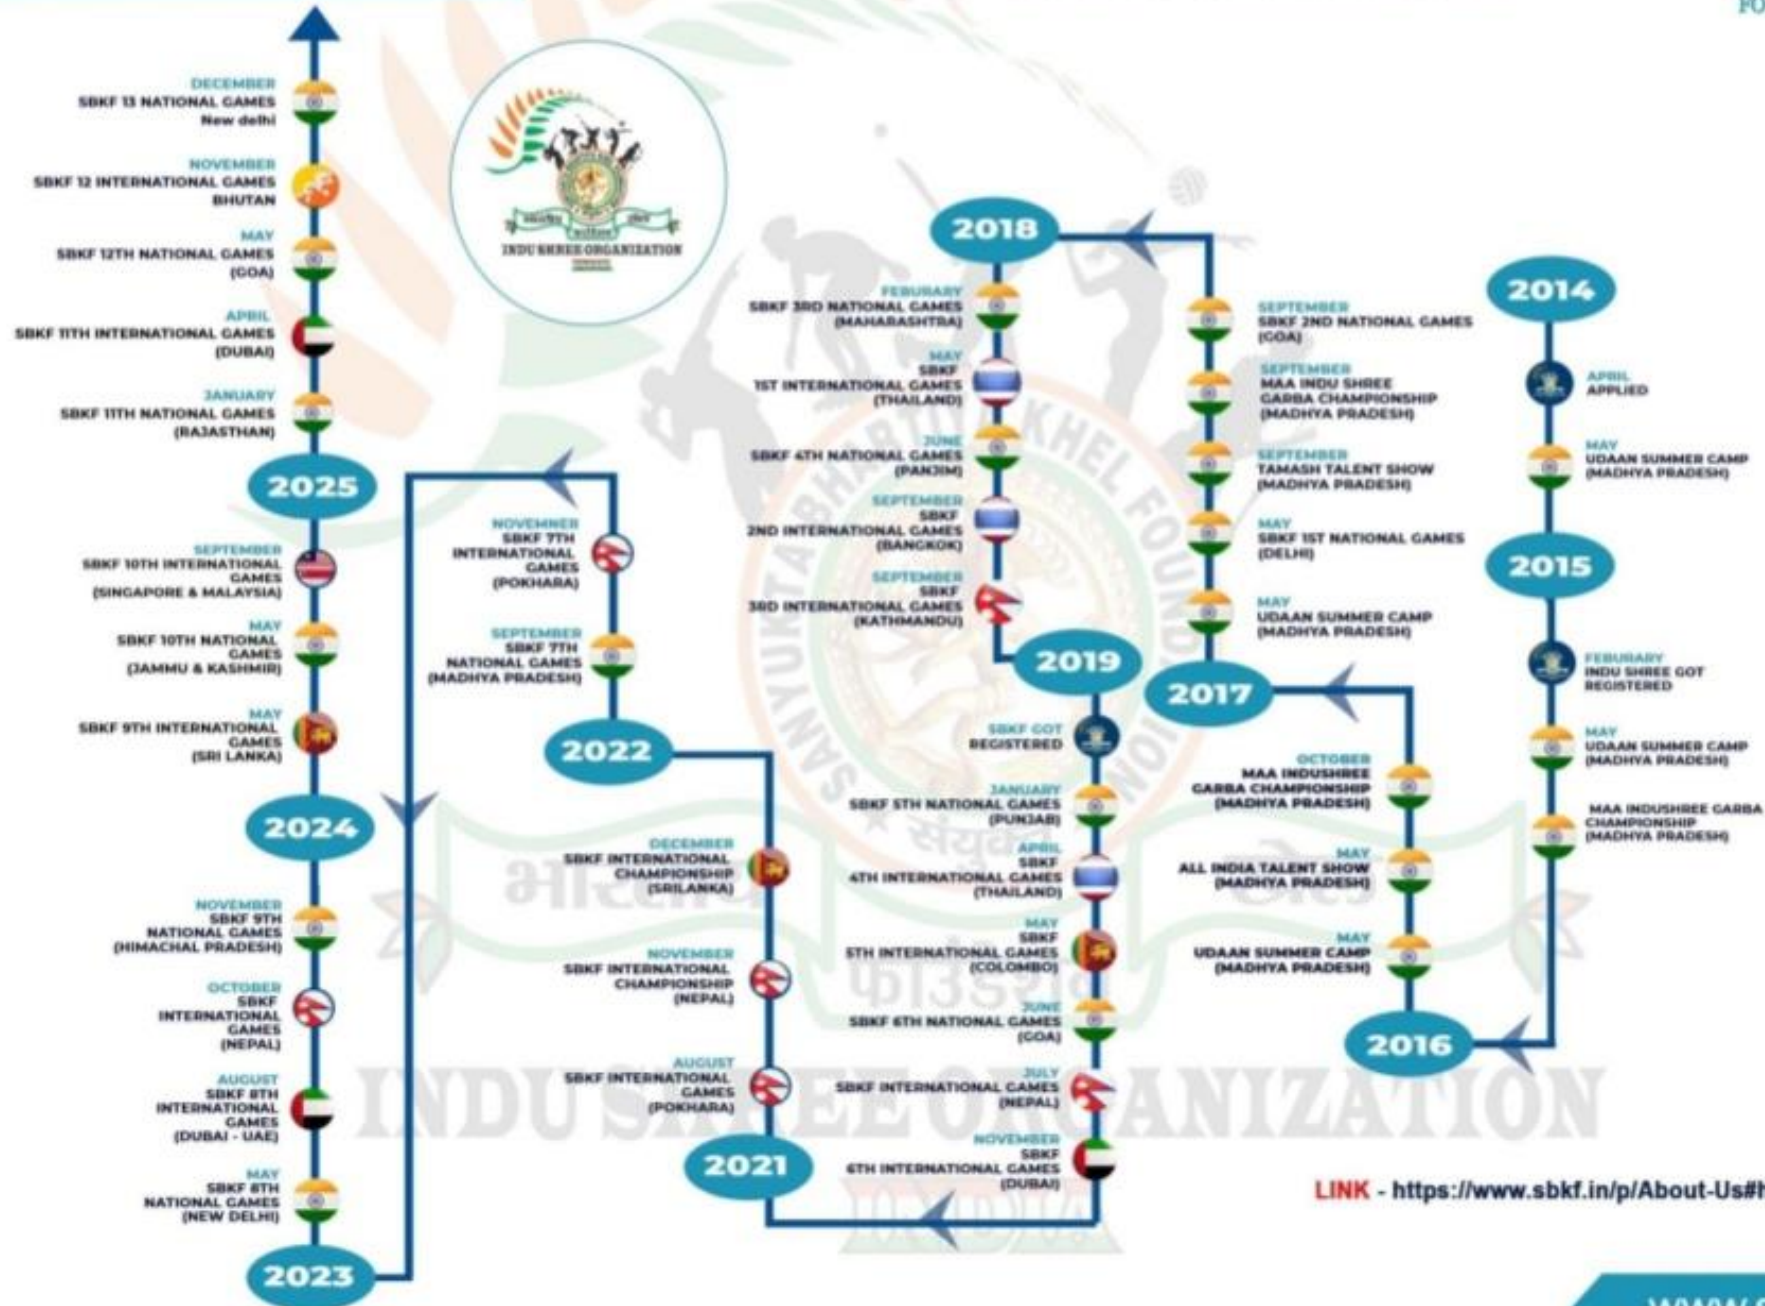 FO
DECEMBER
SBKF 13 NATIONAL GAMES
New delhi
NOVEMBER
SBKF 12 INTERNATIONAL GAMES
BHUTAN
MAY
SBKF 12TH NATIONAL GAMES
(GOA)
APRIL
SBKF 11TH INTERNATIONAL GAMES
(DUBAI)
JANUARY
SBKF 11TH NATIONAL GAMES
(RAJASTHAN)
2025
SEPTEMBER
SBKF 10TH INTERNATIONAL
GAMES
(SINGAPORE & MALAYSIA)
MAY
SBKF 10TH NATIONAL
GAMES
(JAMMU & KASHMIR)
MAY
SBKF 9TH INTERNATIONAL
GAMES
(SRI LANKA)
2024
NOVEMBER
SBKF 9TH
NATIONAL GAMES
(HIMACHAL PRADESH)
OCTOBER
SBKF
INTERNATIONAL
GAMES
(NEPAL)
AUGUST
SBKF 8TH
INTERNATIONAL
GAMES
(DUBAI - UAE)
MAY
SBKF 8TH
NATIONAL GAMES
(NEW DELHI)
2023
INDU SHREE ORGANIZATION
NOVEMNER
SBKF 7TH
INTERNATIONAL
GAMES
(POKHARA)
SEPTEMBER
SBKF 7TH
NATIONAL GAMES
(MADHYA PRADESH)
2022
DECEMBER
SBKF INTERNATIONAL
CHAMPIONSHIP
(SRILANKA)
NOVEMBER
SBKF INTERNATIONAL
CHAMPIONSHIP
(NEPAL)
AUGUST
SBKF INTERNATIONAL
GAMES
(POKHARA)
2021
2018
FEBURARY
SBKF 3RD NATIONAL GAMES
(MAHARASHTRA)
MAY
SBKF
1ST INTERNATIONAL GAMES
(THAILAND)
JUNE
SBKF 4TH NATIONAL GAMES
(PANJIM)
SEPTEMBER
SBKF
2ND INTERNATIONAL GAMES
(BANGKOK)
SEPTEMBER
SBKF
3RD INTERNATIONAL GAMES
(KATHMANDU)
2019
SBKF GOT
REGISTERED
JANUARY
SBKF 5TH NATIONAL GAMES
(PUNJAB)
APRIL
SBKF
4TH INTERNATIONAL GAMES
(THAILAND)
MAY
SBKF
5TH INTERNATIONAL GAMES
(COLOMBO)
JUNE
SBKF 6TH NATIONAL GAMES
(GOA)
JULY
SBKF INTERNATIONAL GAMES
(NEPAL)
NOVEMBER
SBKF
6TH INTERNATIONAL GAMES
(DUBAI)
SEPTEMBER
SBKF 2ND NATIONAL GAMES
(GOA)
SEPTEMBER
MAA INDU SHREE
GARBA CHAMPIONSHIP
(MADHYA PRADESH)
SEPTEMBER
TAMASH TALENT SHOW
(MADHYA PRADESH)
MAY
SBKF 1ST NATIONAL GAMES
(DELHI)
MAY
UDAAN SUMMER CAMP
(MADHYA PRADESH)
2017
OCTOBER
MAA INDUSHREE
GARBA CHAMPIONSHIP
(MADHYA PRADESH)
MAY
ALL INDIA TALENT SHOW
(MADHYA PRADESH)
MAY
UDAAN SUMMER CAMP
(MADHYA PRADESH)
2016
2014
APRIL
APPLIED
MAY
UDAAN SUMMER CAMP
(MADHYA PRADESH)
2015
FEBURARY
INDU SHREE GOT
REGISTERED
MAY
UDAAN SUMMER CAMP
(MADHYA PRADESH)
MAA INDUSHREE GARBA
CHAMPIONSHIP
(MADHYA PRADESH)
SANYUKTA BHARTIYA KHEL FOUNDATION
संयुक्त
भारतीय खेल
फाउंडेशन
INDU SHREE ORGANIZATION
INDIA
LINK - https://www.sbkf.in/p/About-Us#h